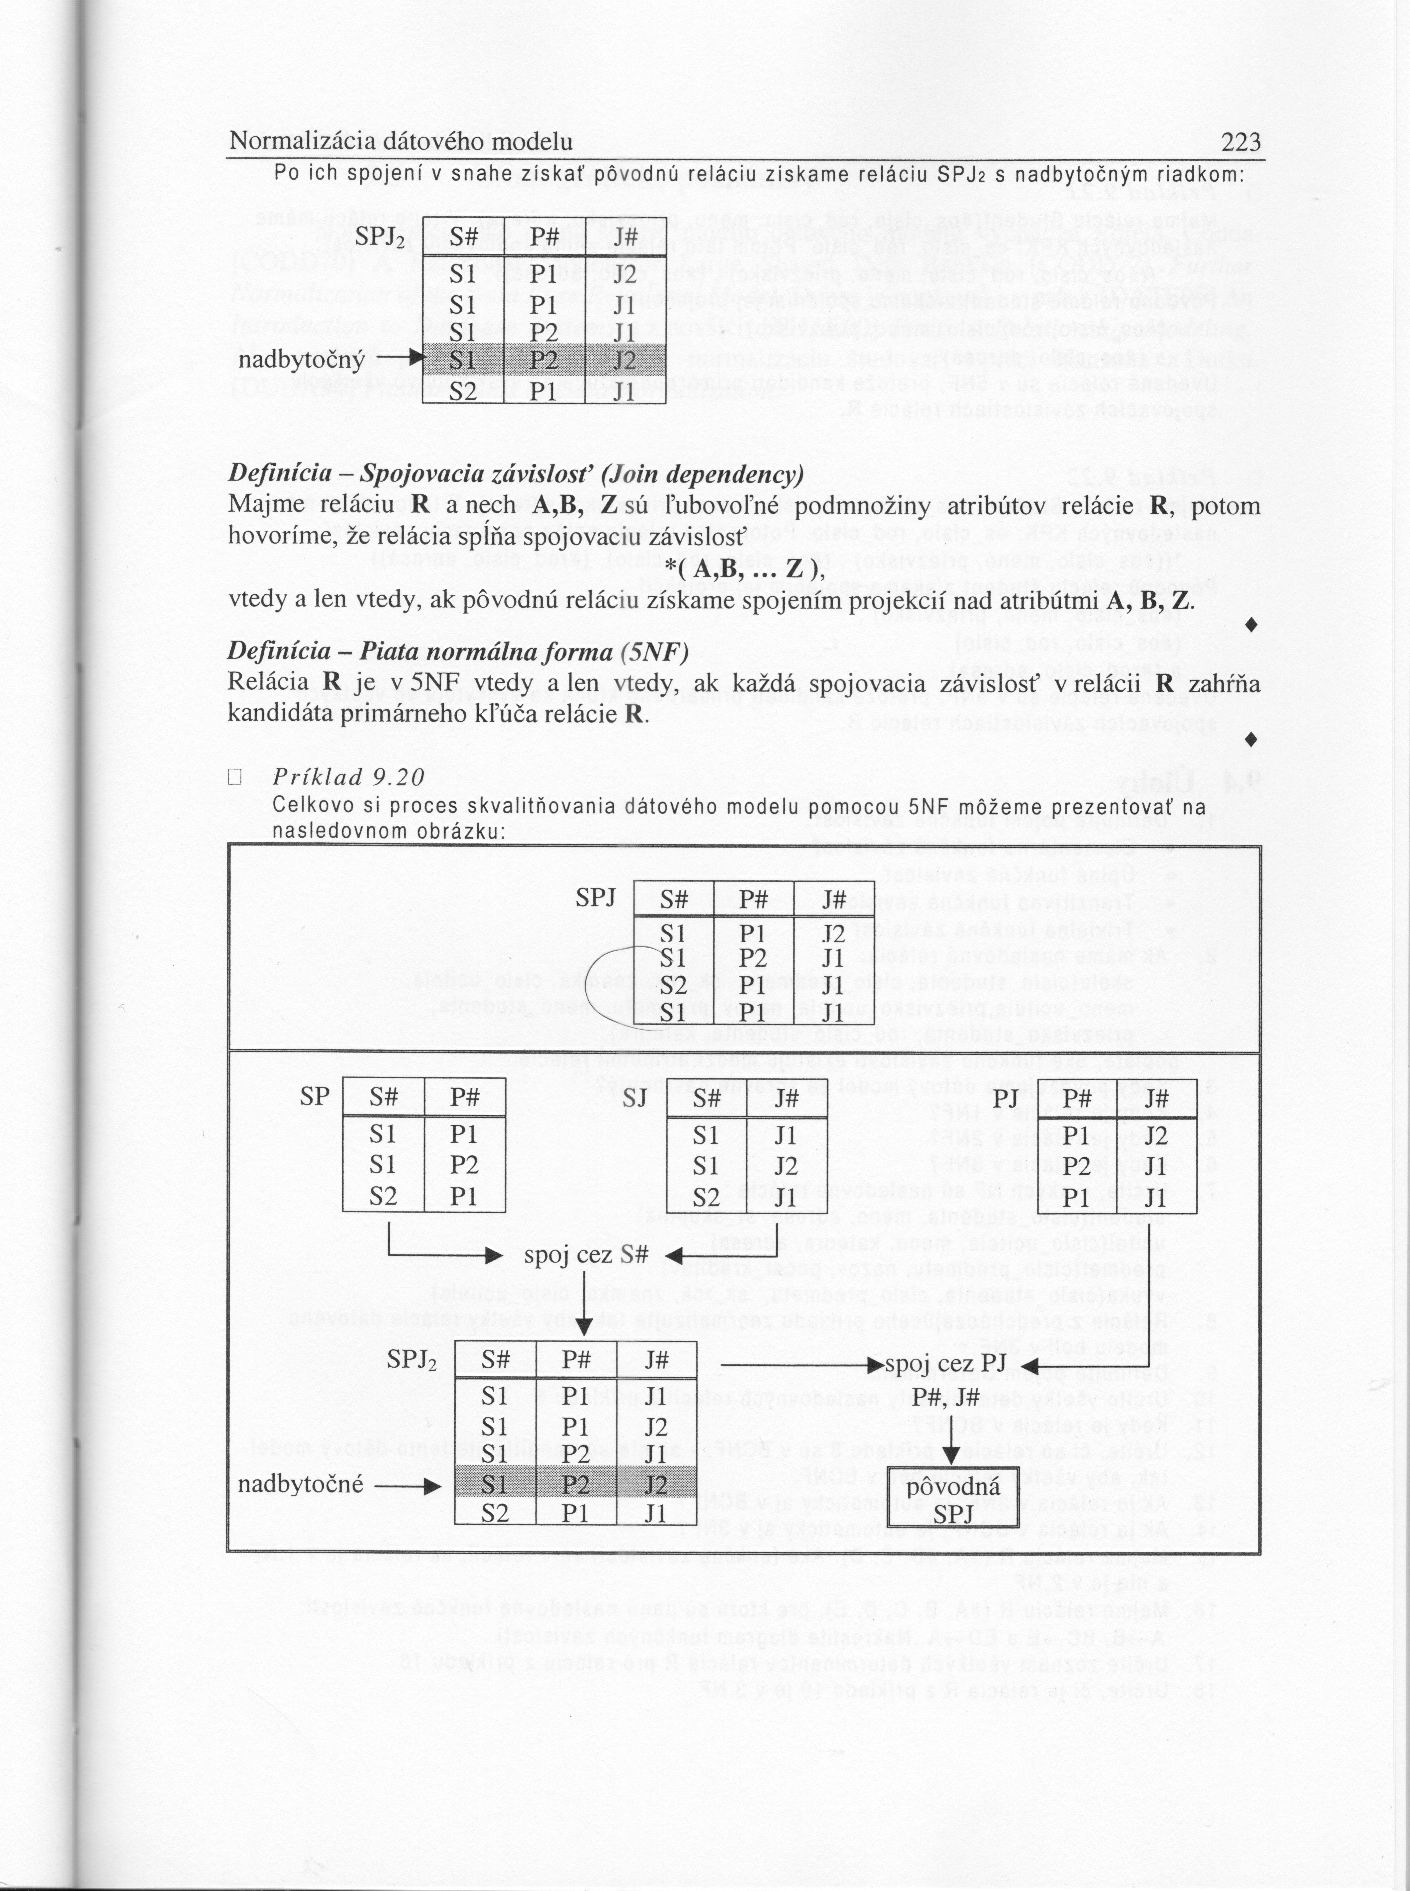 Normalizácia dátového modelu 223
Po ich spojení v snahe získať pôvodnú reláciu získame reláciu SPJ2 s nadbytočným riadkom:
SPJ2 S# P# J#
S1 P1 J2
S1 P1 J1
S1 P2 J1
nadbytočný S1 P2 J2
S2 P1 J1
Definícia – Spojovacia závislosť (Join dependency)
Majme reláciu R a nech A,B, Z sú ľubovoľné podmnožiny atribútov relácie R, potom
hovoríme, že relácia spĺňa spojovaciu závislosť
*( A,B, ... Z ),
vtedy a len vtedy, ak pôvodnú reláciu získame spojením projekcií nad atribútmi A, B, Z.
♦
Definícia – Piata normálna forma (5NF)
Relácia R je v 5NF vtedy a len vtedy, ak každá spojovacia závislosť v relácii R zahŕňa
kandidáta primárneho kľúča relácie R.
♦
□ Príklad 9.20
Celkovo si proces skvalitňovania dátového modelu pomocou 5NF môžeme prezentovať na
nasledovnom obrázku:
SPJ S# P# J#
S1 P1 J2
S1 P2 J1
S2 P1 J1
S1 P1 J1
SP S# P# SJ S# J# PJ P# J#
S1 P1 S1 J1 P1 J2
S1 P2 S1 J2 P2 J1
S2 P1 S2 J1 P1 J1
spoj cez S#
SPJ2 S# P# J# spoj cez PJ
S1 P1 J1 P#, J#
S1 P1 J2
S1 P2 J1
nadbytočné S1 P2 J2 pôvodná
S2 P1 J1 SPJ